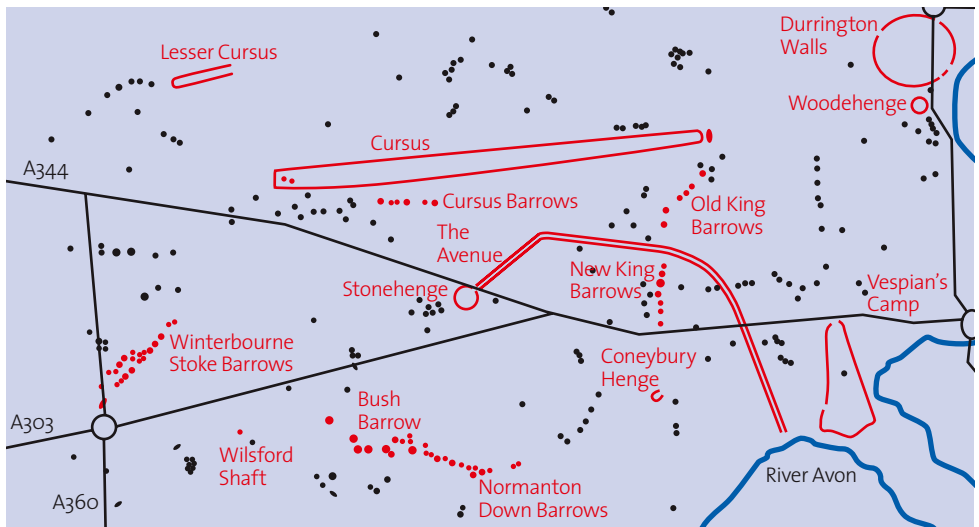 Durrington
Walls
Lesser Cursus
Woodehenge
Cursus
A344
Cursus Barrows
Old King
Barrows
The
Avenue
New King
Barrows
Vespian's
Camp
Stonehenge
Winterbourne
Stoke Barrows
Coneybury
Henge
Bush
Barrow
A303
Wilsford
Shaft
River Avon
Normanton
Down Barrows
A360